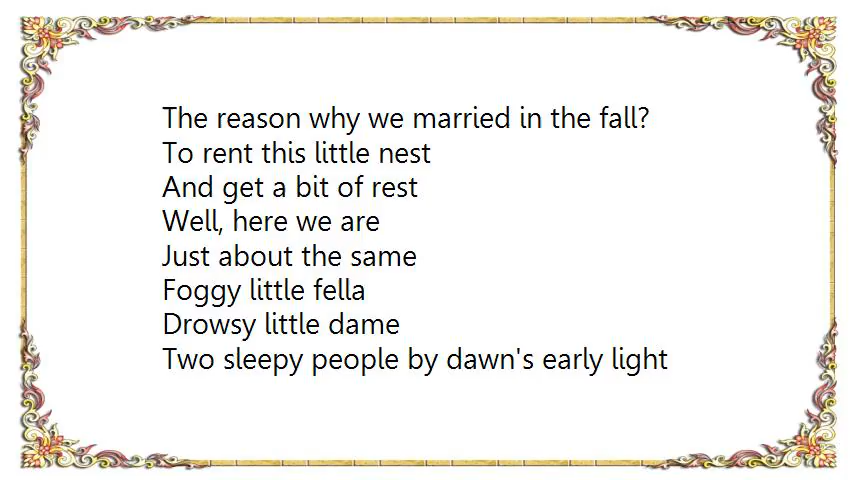 The reason why we married in the fall?
To rent this little nest
And get a bit of rest
Well, here we are
Just about the same
Foggy little fella
Drowsy little dame
Two sleepy people by dawn's early light